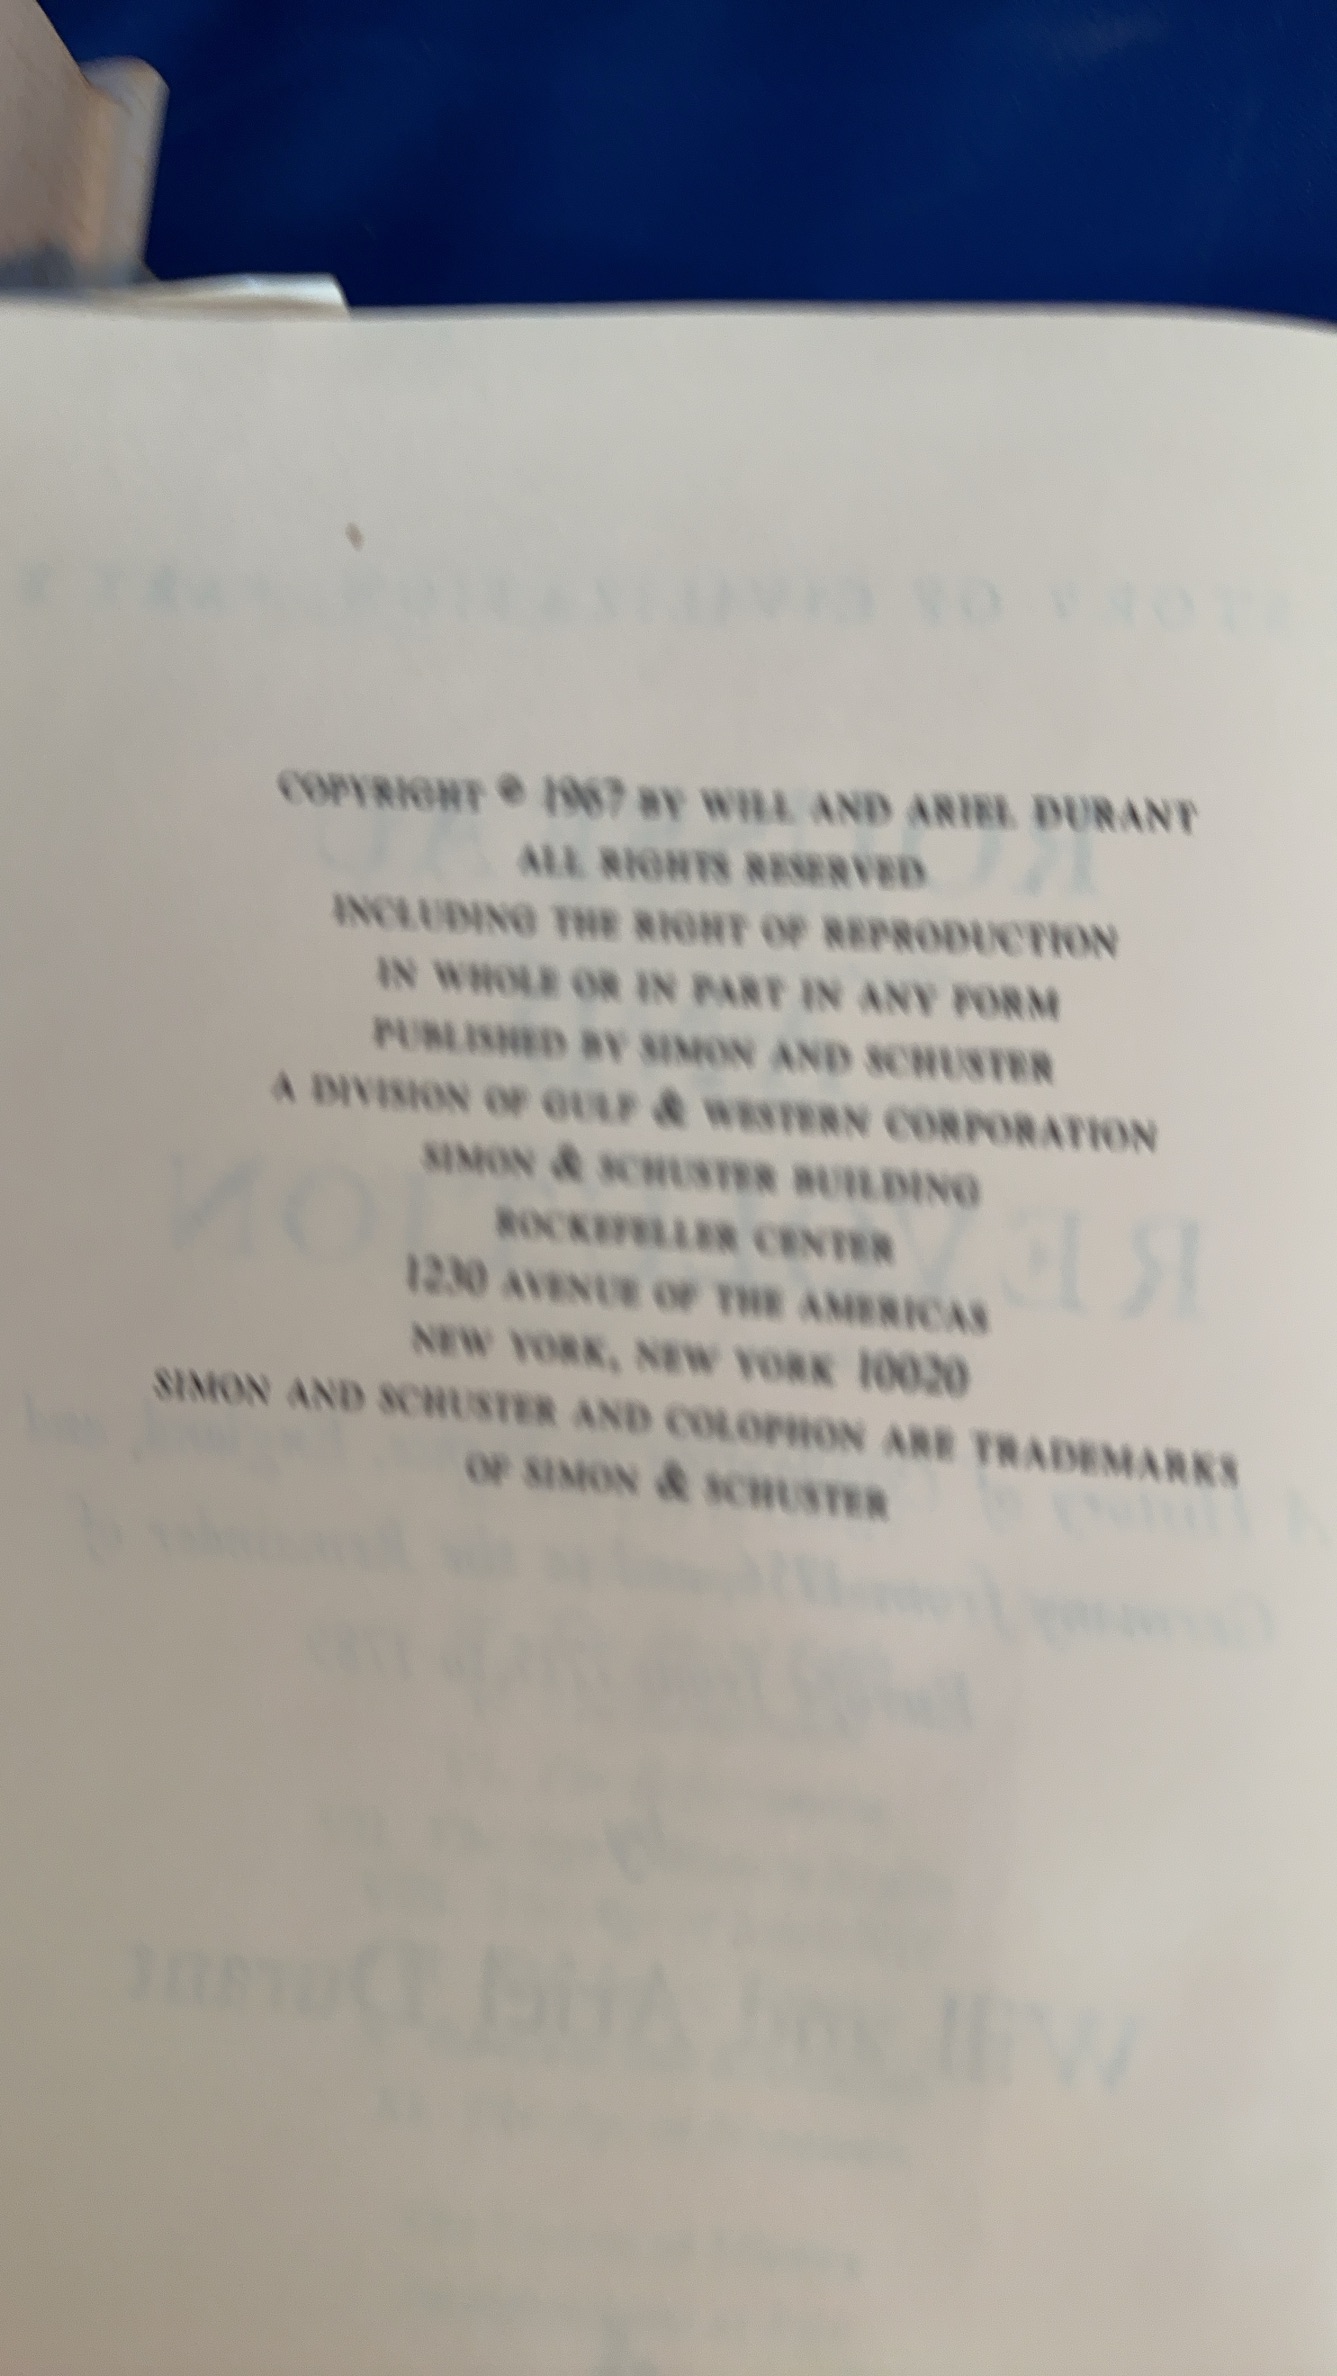 COPYRIGHT © 1967 BY WILL AND ARIEL DURANT
ALL RIGHTS RESERVED
INCLUDING THE RIGHT OF REPRODUCTION
IN WHOLE OR IN PART IN ANY FORM
PUBLISHED BY SIMON AND SCHUSTER
A DIVISION OF GULF & WESTERN CORPORATION
SIMON & SCHUSTER BUILDING
ROCKEFELLER CENTER
1230 AVENUE OF THE AMERICAS
NEW YORK, NEW YORK 10020
SIMON AND SCHUSTER AND COLOPHON ARE TRADEMARKS
OF SIMON & SCHUSTER